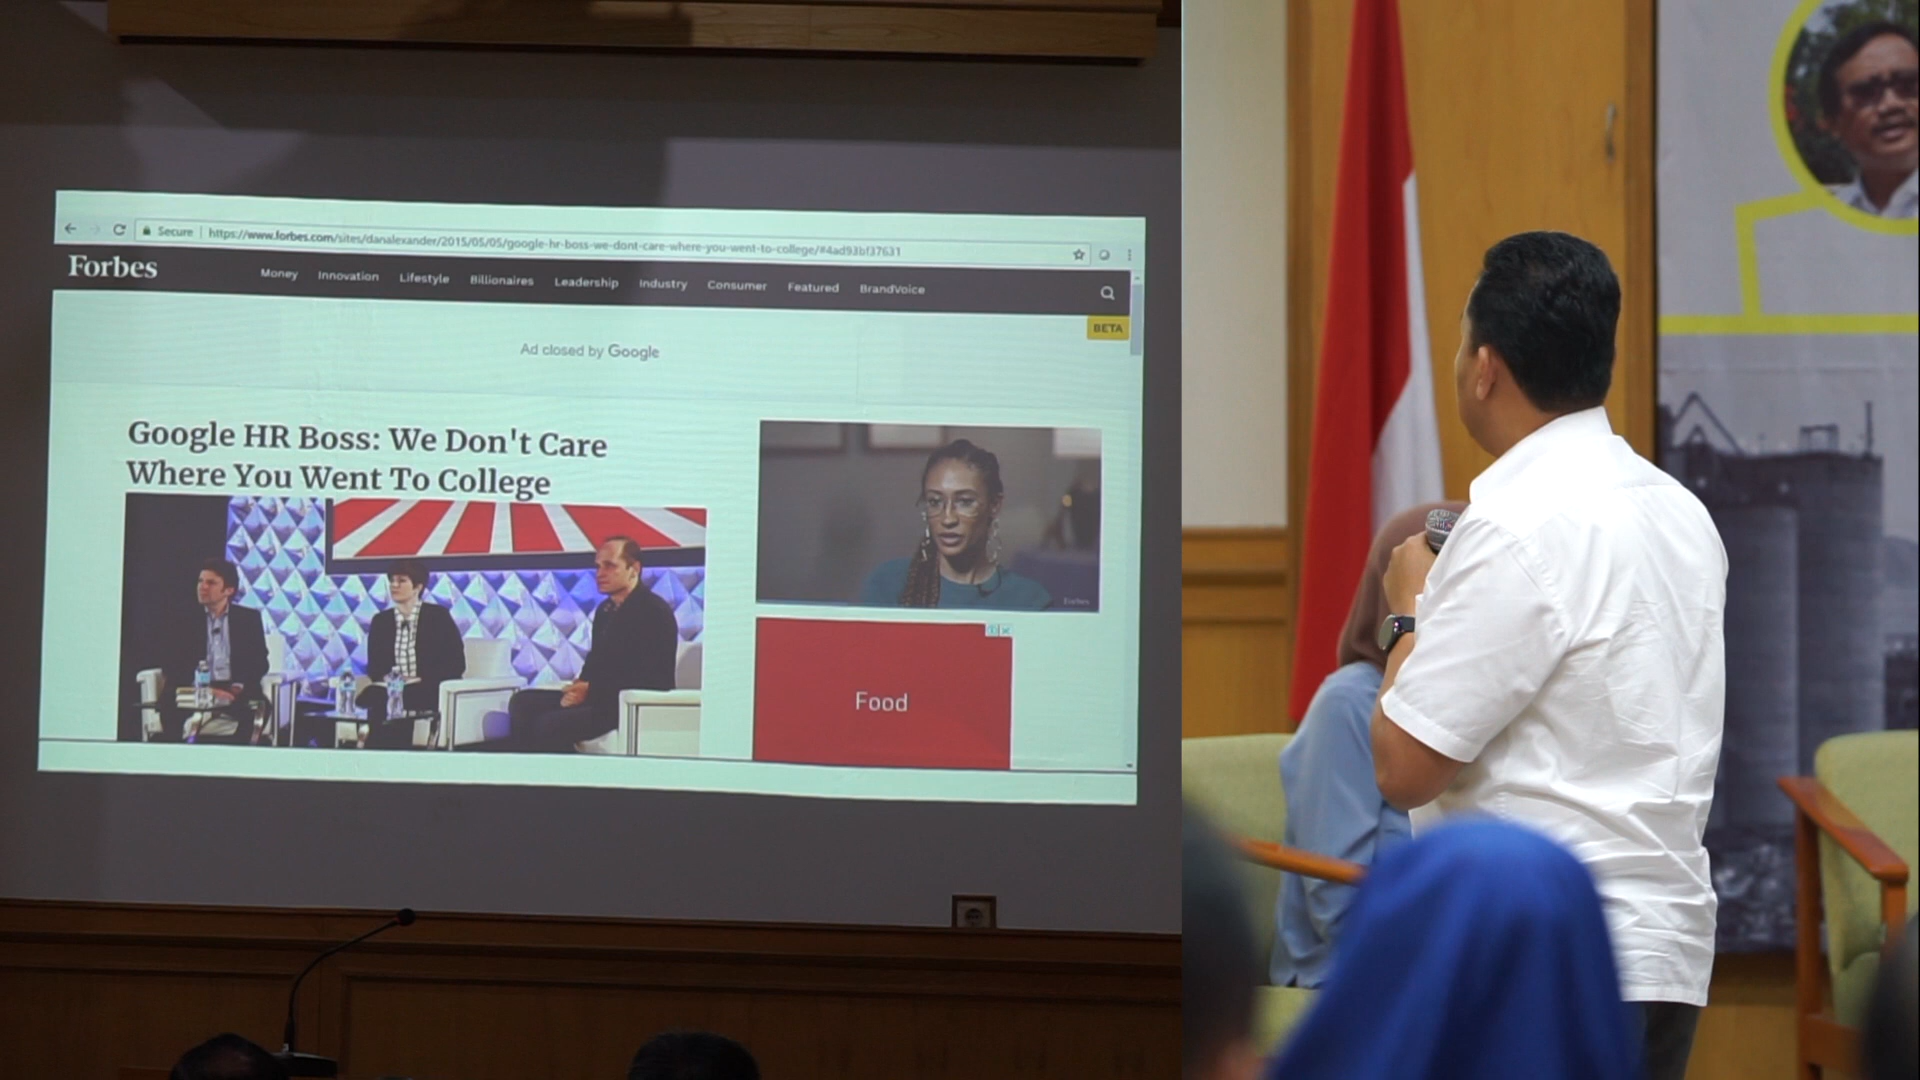 Secure
https://www.forbes.com/sites/danalexander/2015/05/05/google-hr-boss-we-dont-care-where-you-went-to-college/#4ad93bf37631
Forbes
Money Innovation Lifestyle Billionaires Leadership Industry Consumer Featured BrandVoice
BETA
Ad closed by Google
Google HR Boss: We Don't Care
Where You Went To College
Forbes
Food